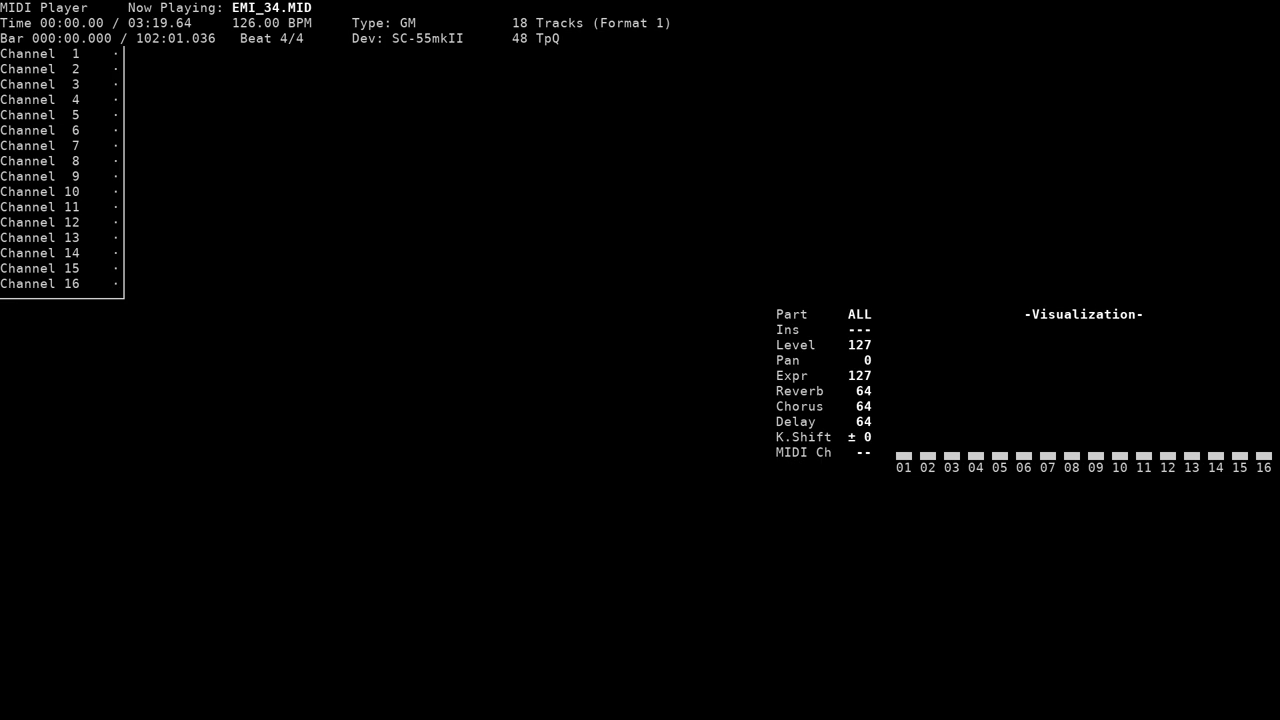 MIDI Player Now Playing: EMI_34.MID
Time 00:00.00 / 03:19.64 126.00 BPM Type: GM 18 Tracks (Format 1)
Bar 000:00.000 / 102:01.036 Beat 4/4 Dev: SC-55mkII 48 TpQ
Channel 1 ·
Channel 2 ·
Channel 3 ·
Channel 4 ·
Channel 5 ·
Channel 6 ·
Channel 7 ·
Channel 8 ·
Channel 9 ·
Channel 10 ·
Channel 11 ·
Channel 12 ·
Channel 13 ·
Channel 14 ·
Channel 15 ·
Channel 16 ·
Part ALL
Ins ---
Level 127
Pan 0
Expr 127
Reverb 64
Chorus 64
Delay 64
K.Shift ± 0
MIDI Ch --
-Visualization-
01 02 03 04 05 06 07 08 09 10 11 12 13 14 15 16